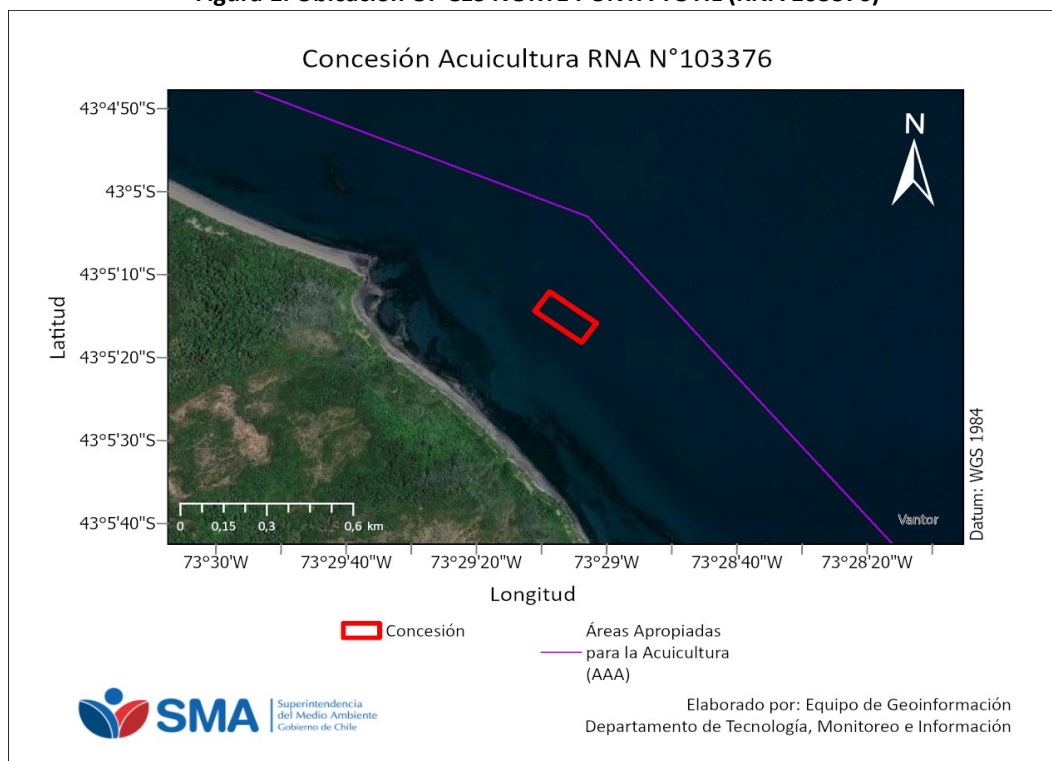 Concesión Acuicultura RNA N°103376
N
43°4'50"S
43°5'S
43°5'10"S
43°5'20"S
43°5'30"S
43°5'40"S
Latitud
0 0,15 0,3 0,6 km
Vantor
Datum: WGS 1984
73°30'W 73°29'40"W 73°29'20"W 73°29'W 73°28'40"W 73°28'20"W
Longitud
Concesión
Áreas Apropiadas
para la Acuicultura
(AAA)
SMA
Superintendencia
del Medio Ambiente
Gobierno de Chile
Elaborado por: Equipo de Geoinformación
Departamento de Tecnología, Monitoreo e Información